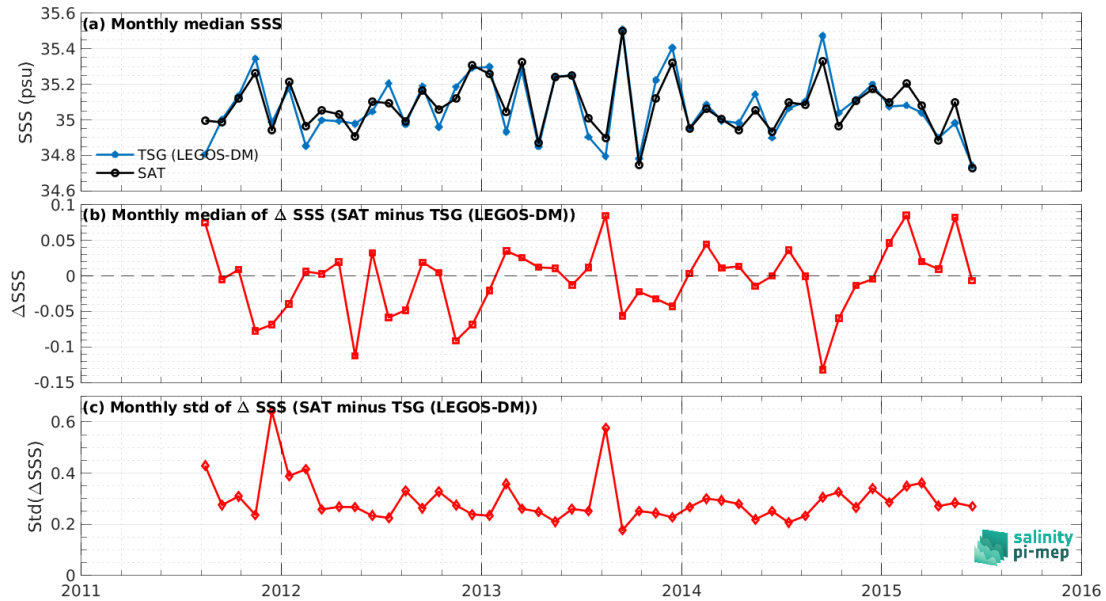 (a) Monthly median SSS
SSS (psu)
35.6
35.4
35.2
35
34.8
34.6
TSG (LEGOS-DM)
SAT
(b) Monthly median of Δ SSS (SAT minus TSG (LEGOS-DM))
ΔSSS
0.1
0.05
0
-0.05
-0.1
-0.15
(c) Monthly std of Δ SSS (SAT minus TSG (LEGOS-DM))
Std(ΔSSS)
0.6
0.4
0.2
0
2011 2012 2013 2014 2015 2016
salinity
pi-mep